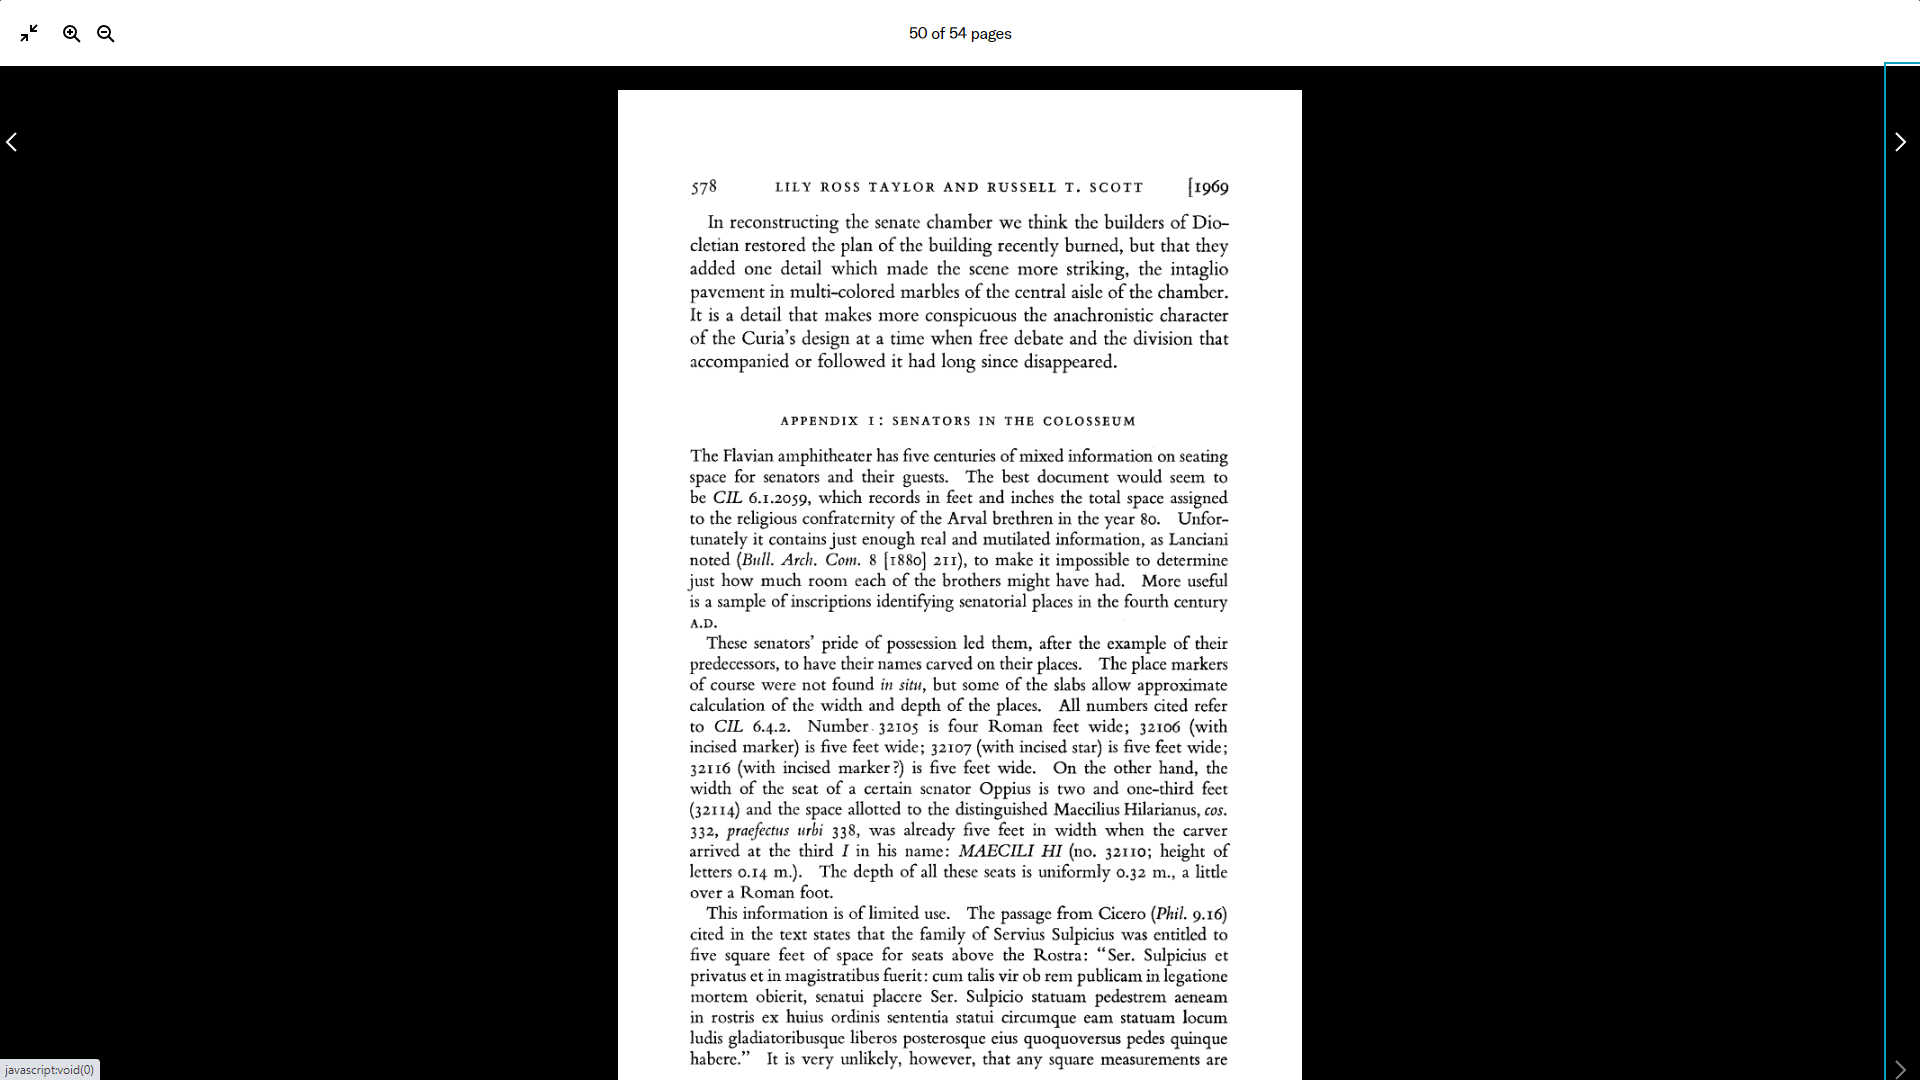 50 of 54 pages
578 LILY ROSS TAYLOR AND RUSSELL T. SCOTT [1969
In reconstructing the senate chamber we think the builders of Dio-
cletian restored the plan of the building recently burned, but that they
added one detail which made the scene more striking, the intaglio
pavement in multi-colored marbles of the central aisle of the chamber.
It is a detail that makes more conspicuous the anachronistic character
of the Curia's design at a time when free debate and the division that
accompanied or followed it had long since disappeared.
APPENDIX I: SENATORS IN THE COLOSSEUM
The Flavian amphitheater has five centuries of mixed information on seating
space for senators and their guests. The best document would seem to
be CIL 6.1.2059, which records in feet and inches the total space assigned
to the religious confraternity of the Arval brethren in the year 80. Unfor-
tunately it contains just enough real and mutilated information, as Lanciani
noted (Bull. Arch. Com. 8 [1880] 211), to make it impossible to determine
just how much room each of the brothers might have had. More useful
is a sample of inscriptions identifying senatorial places in the fourth century
A.D.
These senators' pride of possession led them, after the example of their
predecessors, to have their names carved on their places. The place markers
of course were not found in situ, but some of the slabs allow approximate
calculation of the width and depth of the places. All numbers cited refer
to CIL 6.4.2. Number 32105 is four Roman feet wide; 32106 (with
incised marker) is five feet wide; 32107 (with incised star) is five feet wide;
32116 (with incised marker?) is five feet wide. On the other hand, the
width of the seat of a certain senator Oppius is two and one-third feet
(32114) and the space allotted to the distinguished Maecilius Hilarianus, cos.
332, praefectus urbi 338, was already five feet in width when the carver
arrived at the third I in his name: MAECILI HI (no. 32110; height of
letters 0.14 m.). The depth of all these seats is uniformly 0.32 m., a little
over a Roman foot.
This information is of limited use. The passage from Cicero (Phil. 9.16)
cited in the text states that the family of Servius Sulpicius was entitled to
five square feet of space for seats above the Rostra: "Ser. Sulpicius et
privatus et in magistratibus fuerit: cum talis vir ob rem publicam in legatione
mortem obierit, senatui placere Ser. Sulpicio statuam pedestrem aeneam
in rostris ex huius ordinis sententia statui circumque eam statuam locum
ludis gladiatoribusque liberos posterosque eius quoquoversus pedes quinque
habere." It is very unlikely, however, that any square measurements are
javascript:void(0)